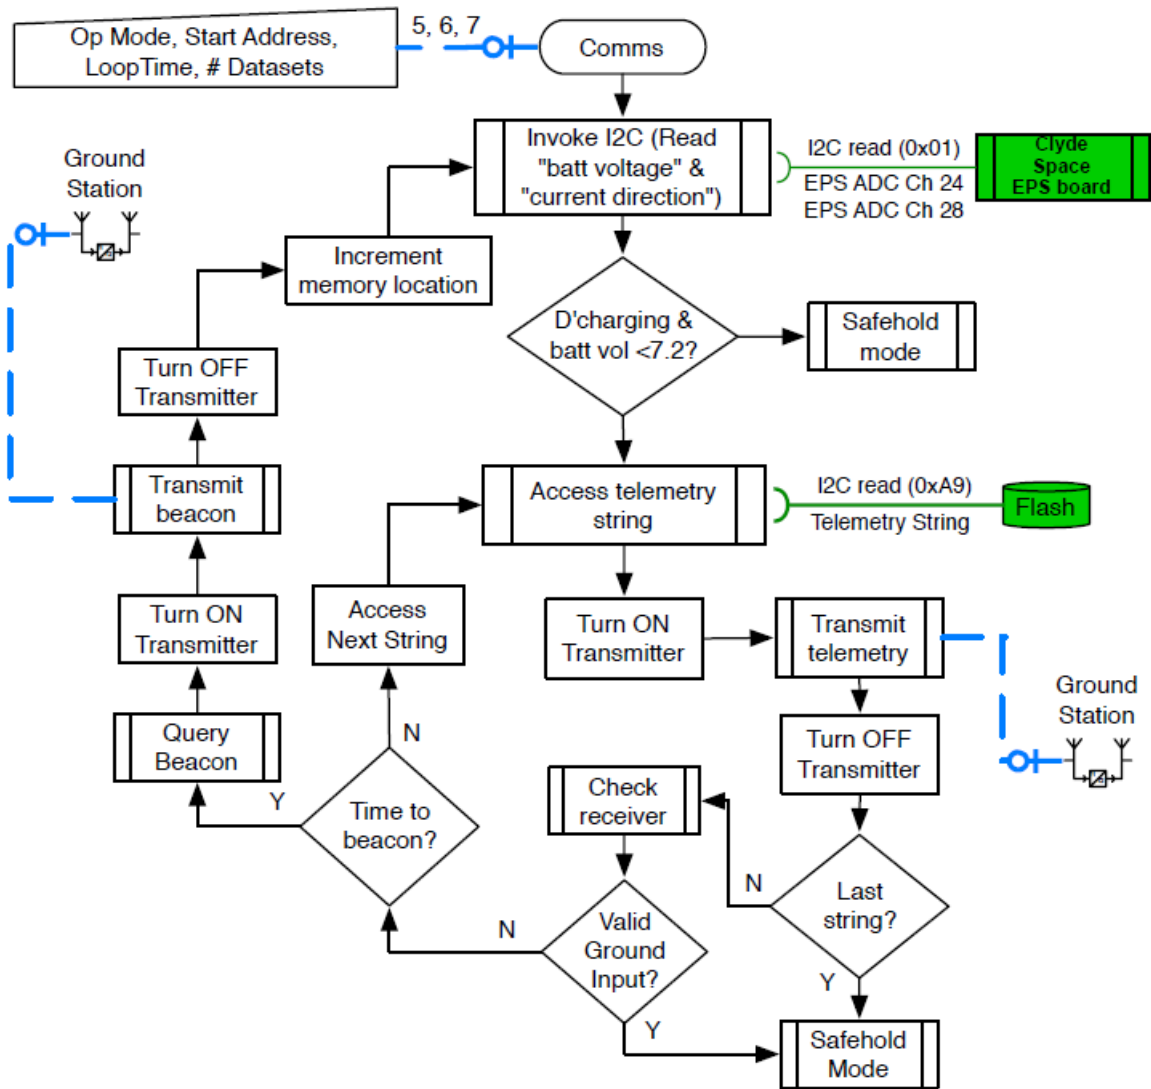 Op Mode, Start Address,
LoopTime, # Datasets
5, 6, 7
Comms
Invoke I2C (Read
"batt voltage" &
"current direction")
I2C read (0x01)
EPS ADC Ch 24
EPS ADC Ch 28
Clyde
Space
EPS board
Ground
Station
Increment
memory location
D'charging &
batt vol <7.2?
Safehold
mode
Turn OFF
Transmitter
Transmit
beacon
Access telemetry
string
I2C read (0xA9)
Telemetry String
Flash
Turn ON
Transmitter
Access
Next String
Turn ON
Transmitter
Transmit
telemetry
Ground
Station
Query
Beacon
N
Y
Time to
beacon?
Check
receiver
Turn OFF
Transmitter
N
Last
string?
Y
N
Valid
Ground
Input?
Y
Safehold
Mode